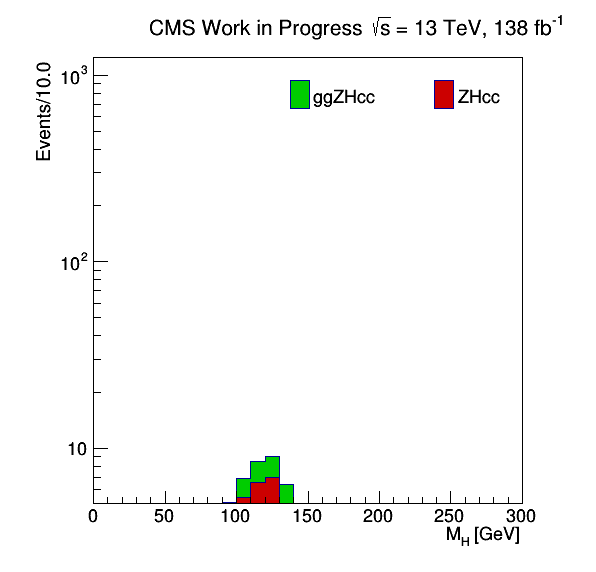 CMS Work in Progress √s = 13 TeV, 138 fb⁻¹
Events/10.0
10³
10²
10
ggZHcc ZHcc
0 50 100 150 200 250 300
M_H [GeV]